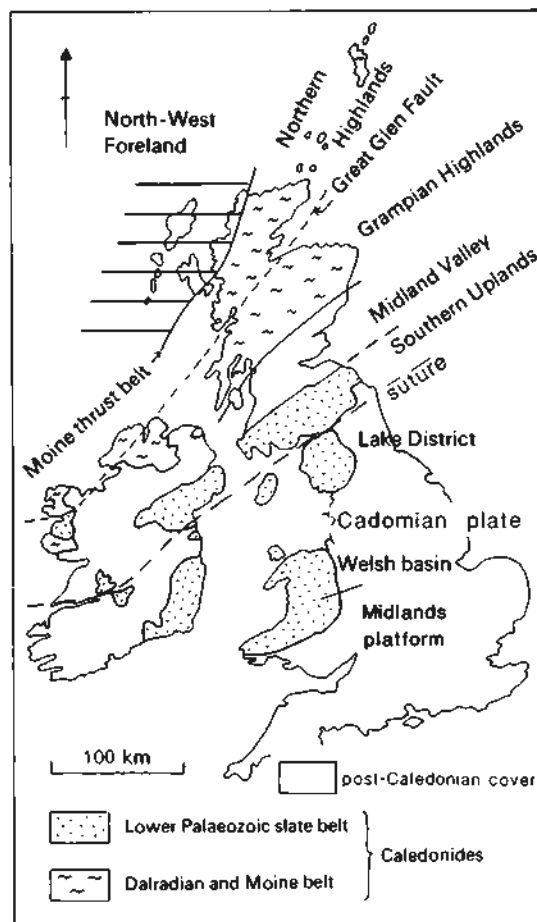 North-West
Foreland
Northern
Highlands
Great Glen Fault
Grampian Highlands
Midland Valley
Southern Uplands
suture
Moine thrust belt
Lake District
Cadomian plate
Welsh basin
Midlands
platform
100 km
post-Caledonian cover
Lower Palaeozoic slate belt
Caledonides
Dalradian and Moine belt